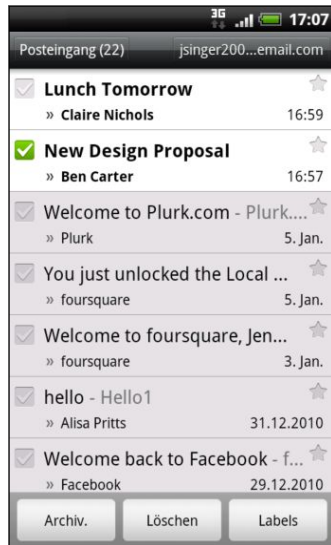 3G 17:07
Posteingang (22) jsinger200...email.com
Lunch Tomorrow
» Claire Nichols 16:59
New Design Proposal
» Ben Carter 16:57
Welcome to Plurk.com - Plurk....
» Plurk 5. Jan.
You just unlocked the Local ...
» foursquare 5. Jan.
Welcome to foursquare, Jen...
» foursquare 3. Jan.
hello - Hello1
» Alisa Pritts 31.12.2010
Welcome back to Facebook - f...
» Facebook 29.12.2010
Archiv. Löschen Labels